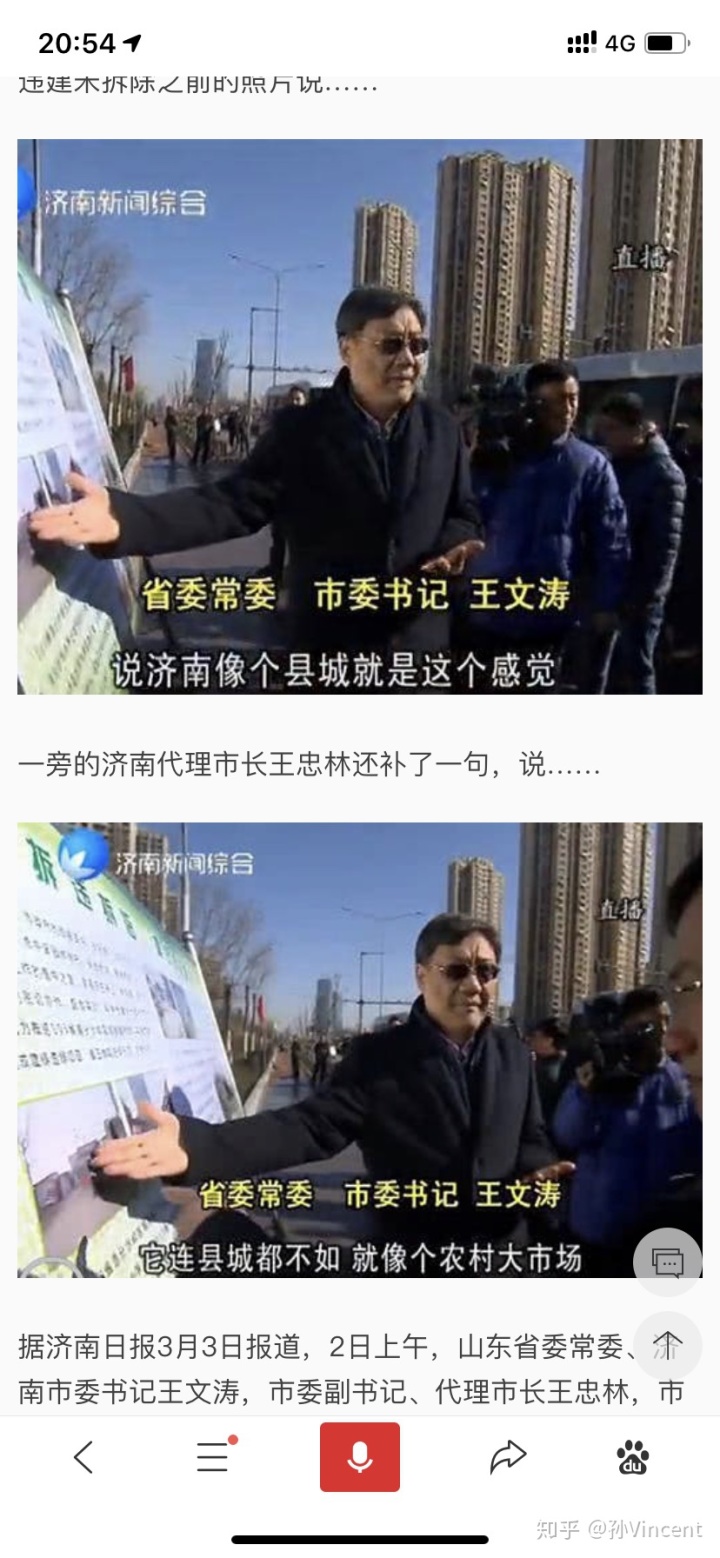 20:54
4G
违建未拆除之前的照片说……
济南新闻综合
直播
省委常委 市委书记 王文涛
说济南像个县城就是这个感觉
一旁的济南代理市长王忠林还补了一句，说……
济南新闻综合
直播
省委常委 市委书记 王文涛
它连县城都不如 就像个农村大市场
据济南日报3月3日报道，2日上午，山东省委常委、济
南市委书记王文涛，市委副书记、代理市长王忠林，市
du
知乎 @孙Vincent